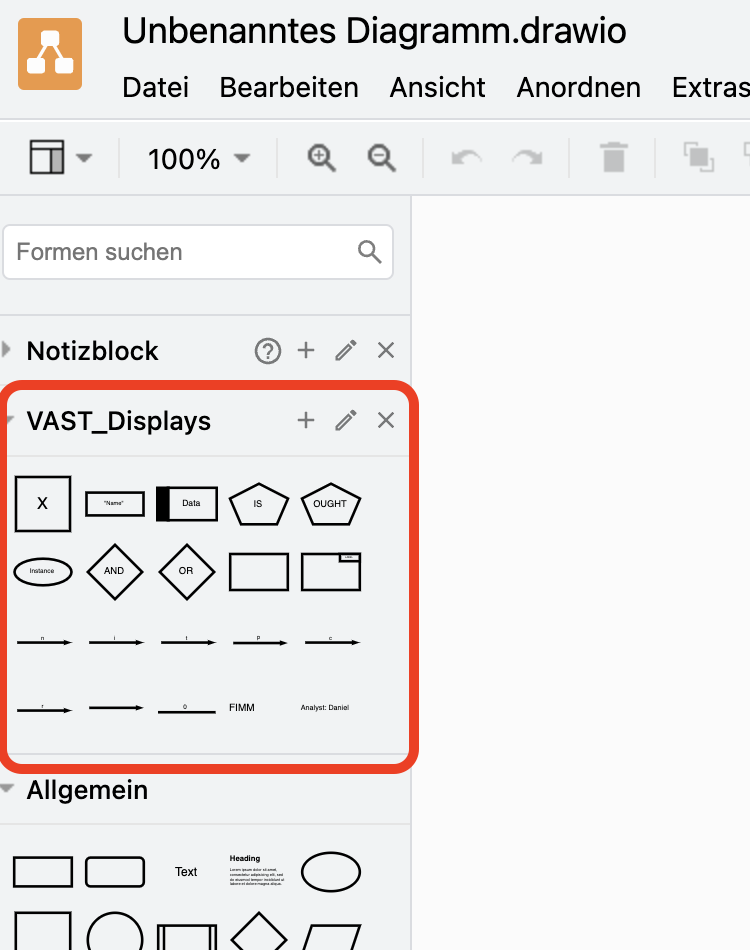 Unbenanntes Diagramm.drawio
Datei Bearbeiten Ansicht Anordnen Extras
100%
Formen suchen
Notizblock
VAST_Displays
X "Name" Data IS OUGHT
Instance AND OR
n i t p c
r 0 FIMM Analyst: Daniel
Allgemein
Text
Heading
Lorem ipsum dolor sit amet,
consectetur adipisicing elit, sed
do eiusmod tempor incididunt ut
labore et dolore magna aliqua.